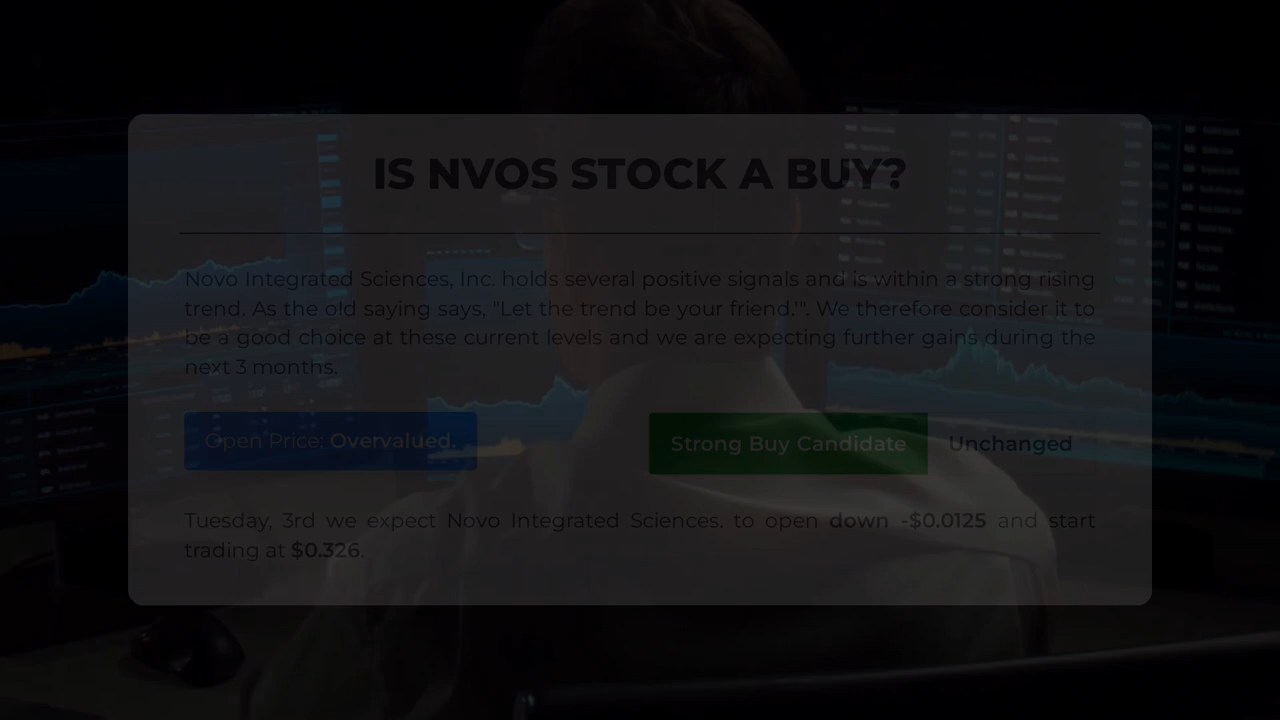 IS NVOS STOCK A BUY?
Novo Integrated Sciences, Inc. holds several positive signals and is within a strong rising
trend. As the old saying says, "Let the trend be your friend.'". We therefore consider it to
be a good choice at these current levels and we are expecting further gains during the
next 3 months.
Open Price: Overvalued.
Strong Buy Candidate Unchanged
Tuesday, 3rd we expect Novo Integrated Sciences. to open down -$0.0125 and start
trading at $0.326.